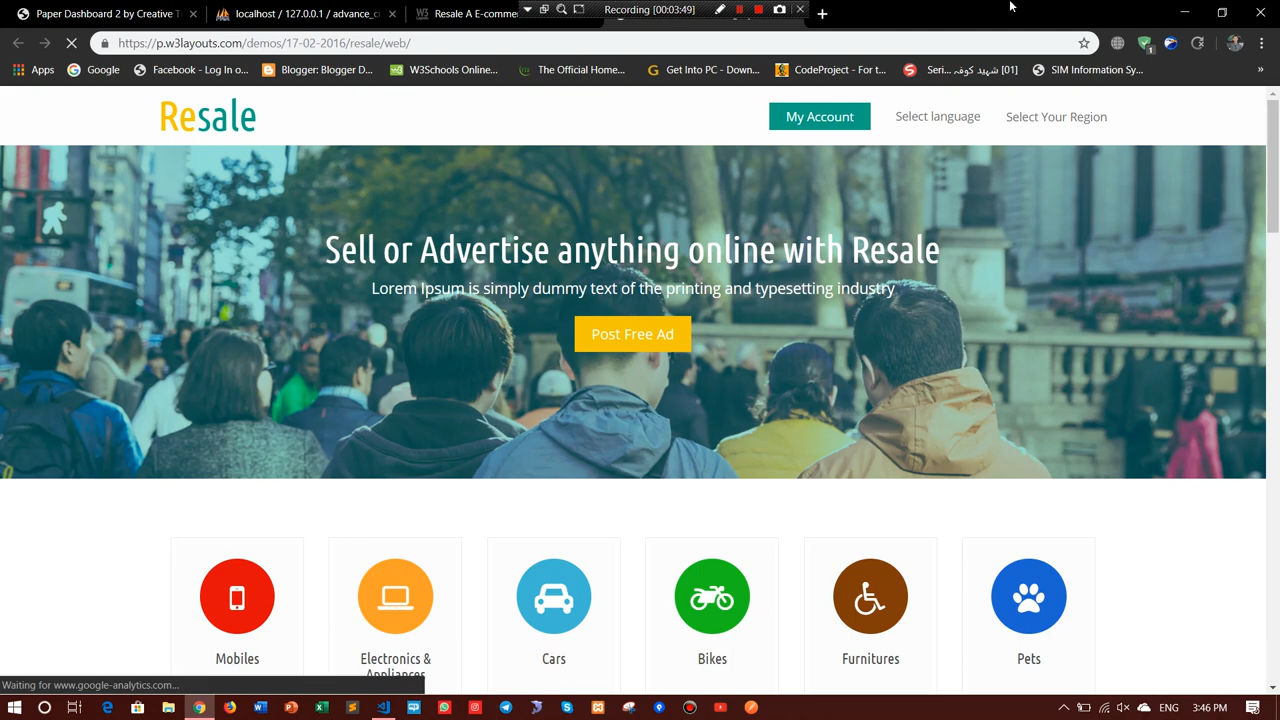 Paper Dashboard 2 by Creative T
localhost / 127.0.0.1 / advance_c
Resale A E-comme
Recording [00:03:49]
https://p.w3layouts.com/demos/17-02-2016/resale/web/
Apps
Google
Facebook - Log In o...
Blogger: Blogger D...
W3Schools Online...
The Official Home...
Get Into PC - Down...
CodeProject - For t...
Seri... شہید کوفہ [01]
SIM Information Sy...
»
Resale
My Account
Select language
Select Your Region
Sell or Advertise anything online with Resale
Lorem Ipsum is simply dummy text of the printing and typesetting industry
Post Free Ad
Mobiles
Electronics &
Appliances
Cars
Bikes
Furnitures
Pets
Waiting for www.google-analytics.com...
ENG
3:46 PM